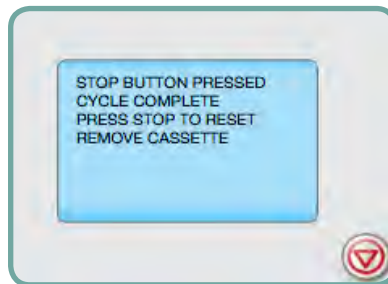 STOP BUTTON PRESSED
CYCLE COMPLETE
PRESS STOP TO RESET
REMOVE CASSETTE